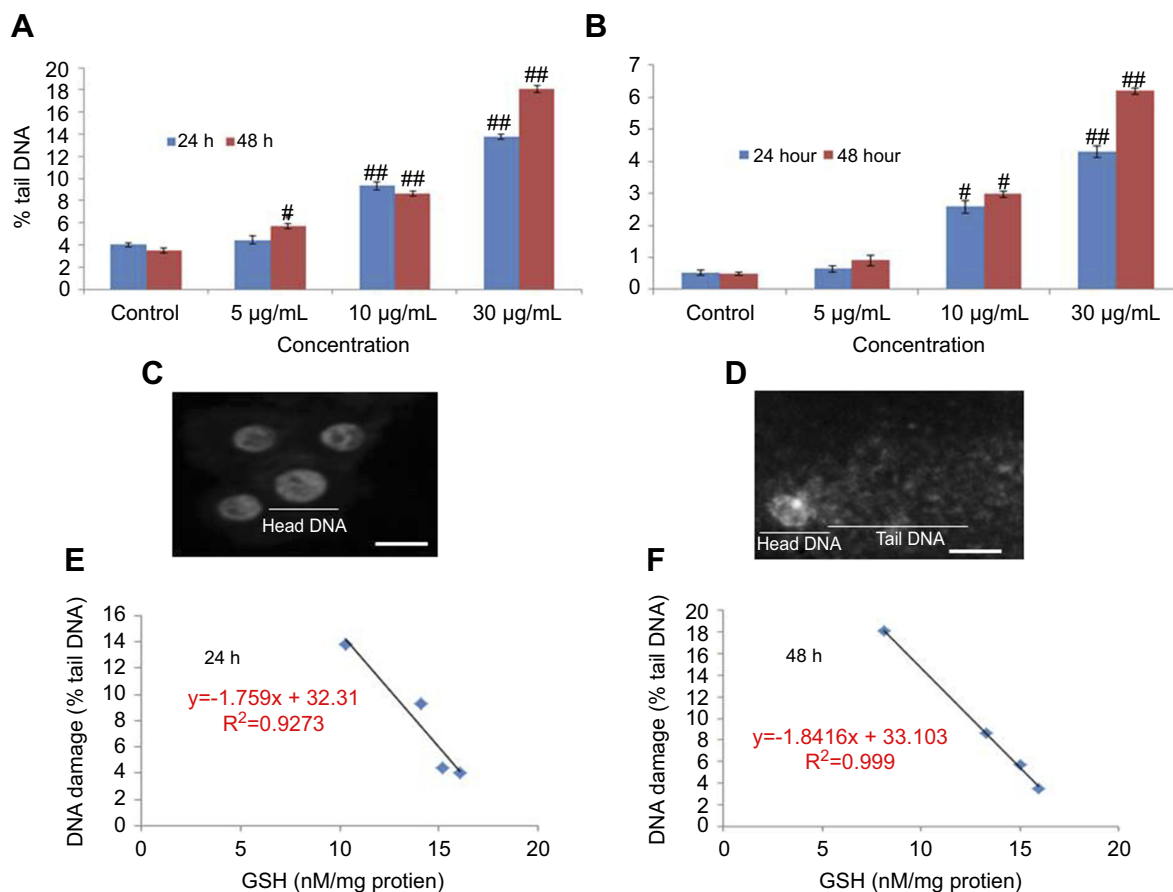 A
% tail DNA
20
18
16
14
12
10
8
6
4
2
0
24 h 48 h
#
## ##
## ##
Control 5 µg/mL 10 µg/mL 30 µg/mL
Concentration
B
7
6
5
4
3
2
1
0
24 hour 48 hour
# #
## ##
Control 5 µg/mL 10 µg/mL 30 µg/mL
Concentration
C
Head DNA
D
Head DNA Tail DNA
E
DNA damage (% tail DNA)
16
14
12
10
8
6
4
2
0
24 h
y=-1.759x + 32.31
R²=0.9273
0 5 10 15 20
GSH (nM/mg protien)
F
DNA damage (% tail DNA)
20
18
16
14
12
10
8
6
4
2
0
48 h
y=-1.8416x + 33.103
R²=0.999
0 5 10 15 20
GSH (nM/mg protien)